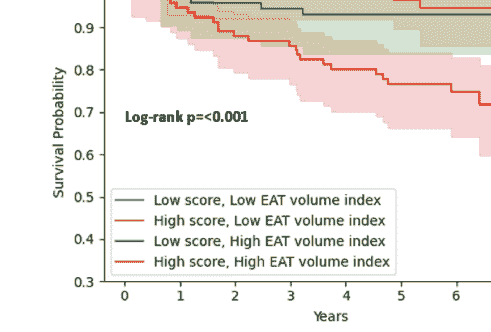 0.9
0.8
0.7
0.6
0.5
0.4
0.3
Survival Probability
Log-rank p=<0.001
Low score, Low EAT volume index
High score, Low EAT volume index
Low score, High EAT volume index
High score, High EAT volume index
0 1 2 3 4 5 6
Years